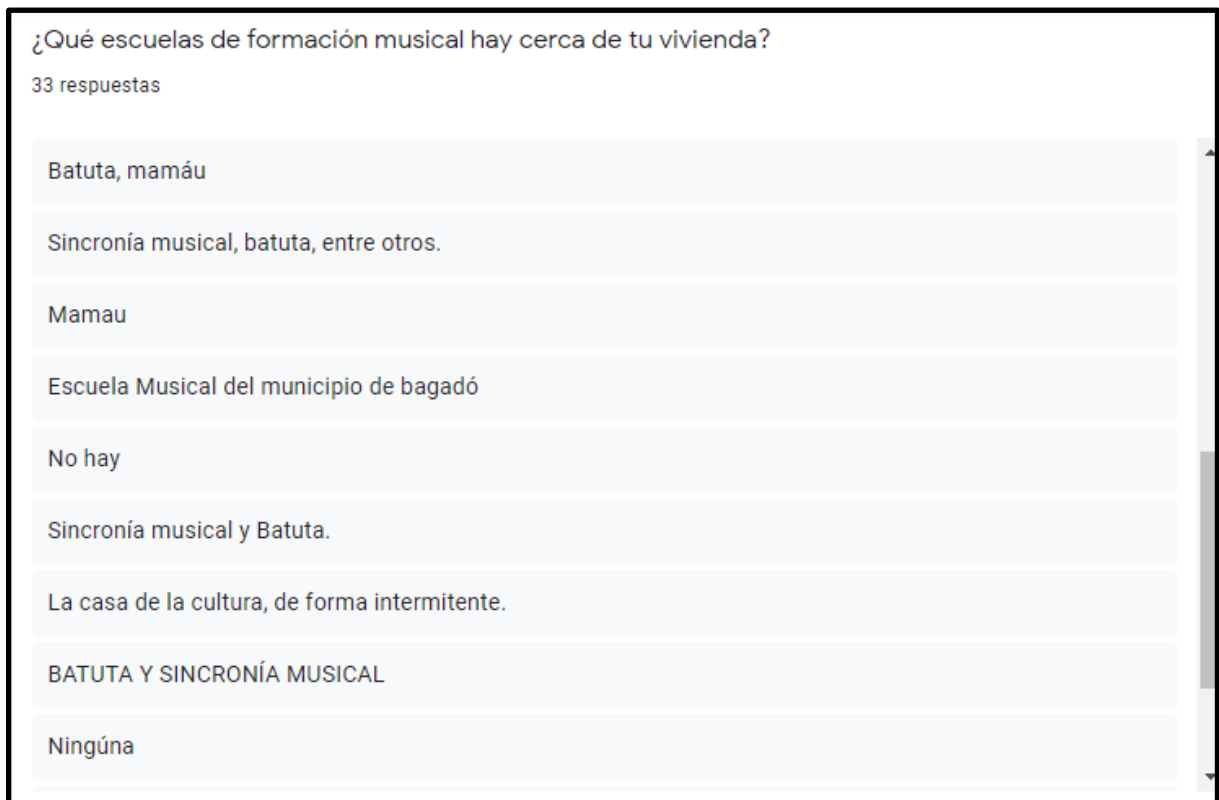 ¿Qué escuelas de formación musical hay cerca de tu vivienda?
33 respuestas
Batuta, mamáu
Sincronía musical, batuta, entre otros.
Mamau
Escuela Musical del municipio de bagadó
No hay
Sincronía musical y Batuta.
La casa de la cultura, de forma intermitente.
BATUTA Y SINCRONÍA MUSICAL
Ningúna